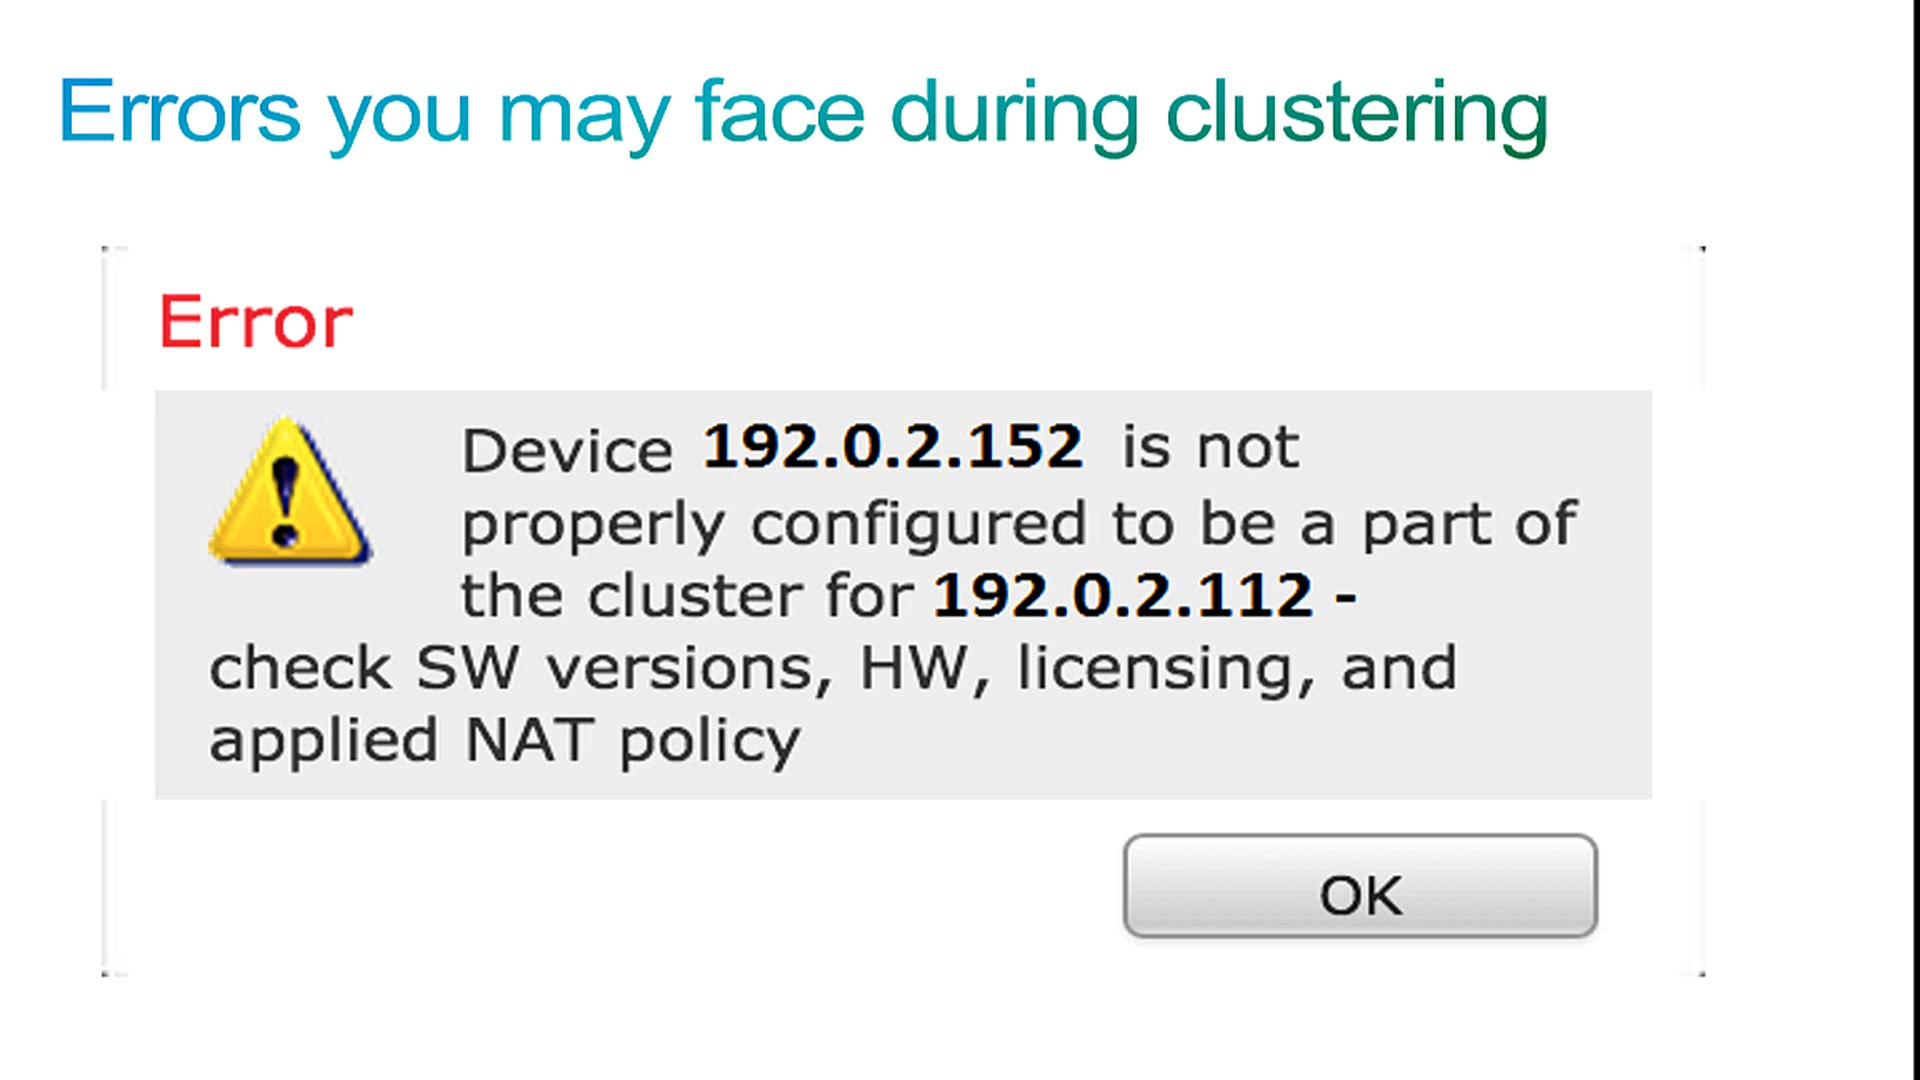 Errors you may face during clustering
Error
Device 192.0.2.152 is not
properly configured to be a part of
the cluster for 192.0.2.112 -
check SW versions, HW, licensing, and
applied NAT policy
OK